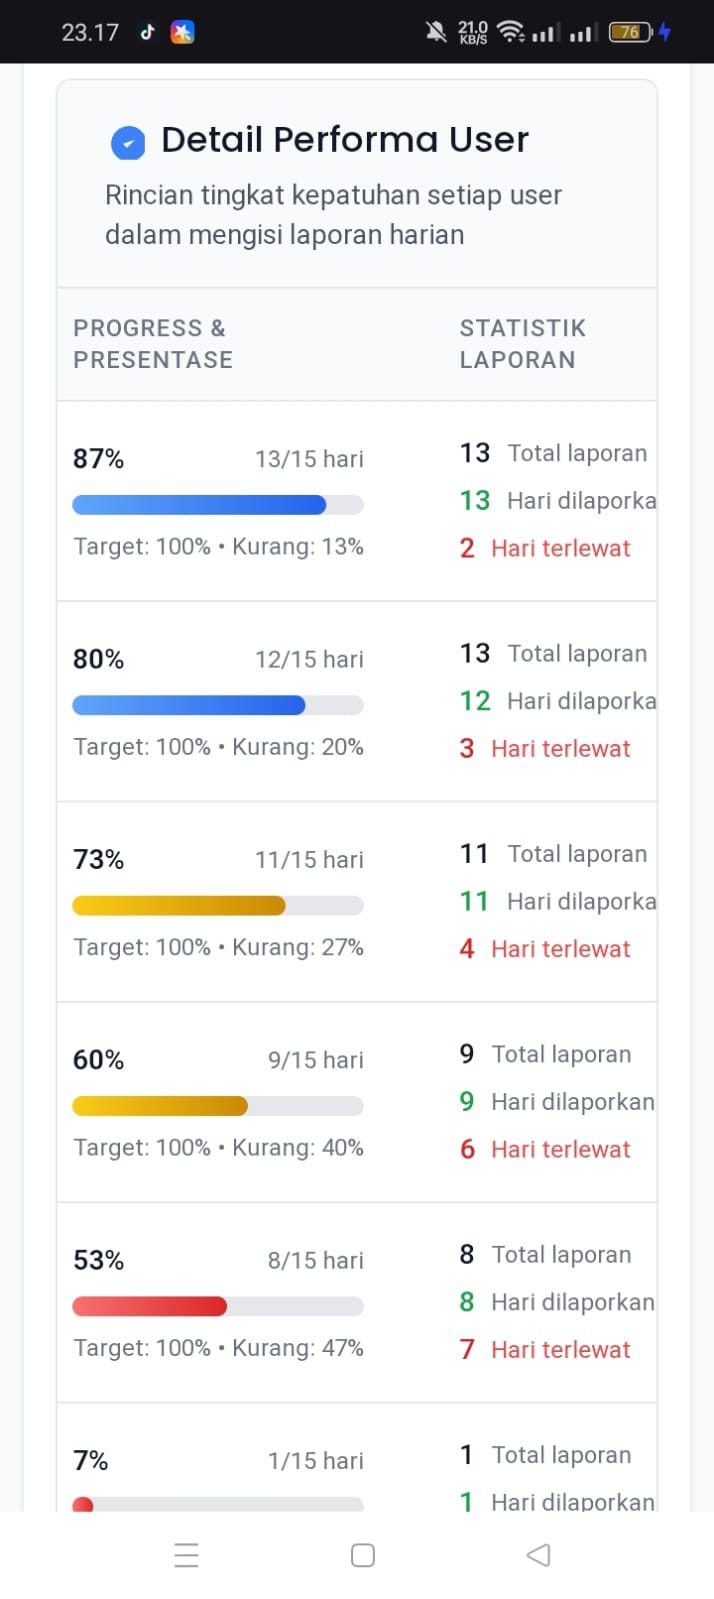 23.17
21.0
KB/S
76
Detail Performa User
Rincian tingkat kepatuhan setiap user
dalam mengisi laporan harian
PROGRESS &
PRESENTASE
STATISTIK
LAPORAN
87%
13/15 hari
Target: 100% • Kurang: 13%
13 Total laporan
13 Hari dilaporka
2 Hari terlewat
80%
12/15 hari
Target: 100% • Kurang: 20%
13 Total laporan
12 Hari dilaporka
3 Hari terlewat
73%
11/15 hari
Target: 100% • Kurang: 27%
11 Total laporan
11 Hari dilaporka
4 Hari terlewat
60%
9/15 hari
Target: 100% • Kurang: 40%
9 Total laporan
9 Hari dilaporkan
6 Hari terlewat
53%
8/15 hari
Target: 100% • Kurang: 47%
8 Total laporan
8 Hari dilaporkan
7 Hari terlewat
7%
1/15 hari
1 Total laporan
1 Hari dilaporkan